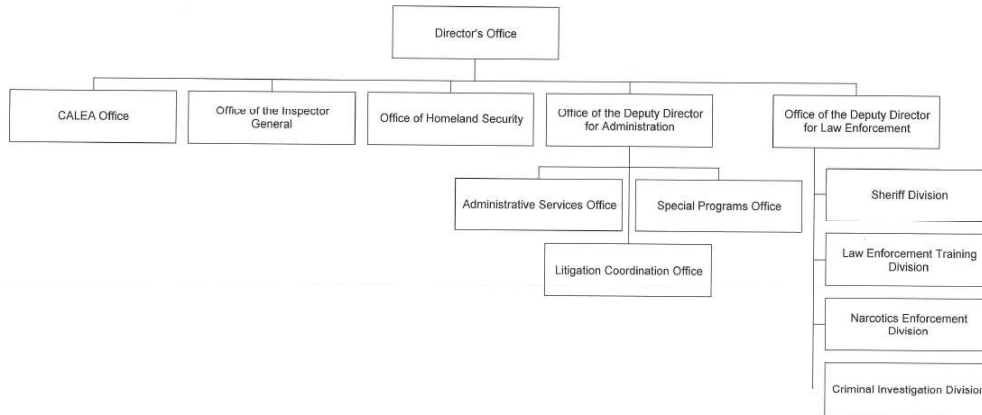 Director's Office
CALEA Office
Office of the Inspector
General
Office of Homeland Security
Office of the Deputy Director
for Administration
Office of the Deputy Director
for Law Enforcement
Administrative Services Office
Special Programs Office
Litigation Coordination Office
Sheriff Division
Law Enforcement Training
Division
Narcotics Enforcement
Division
Criminal Investigation Division